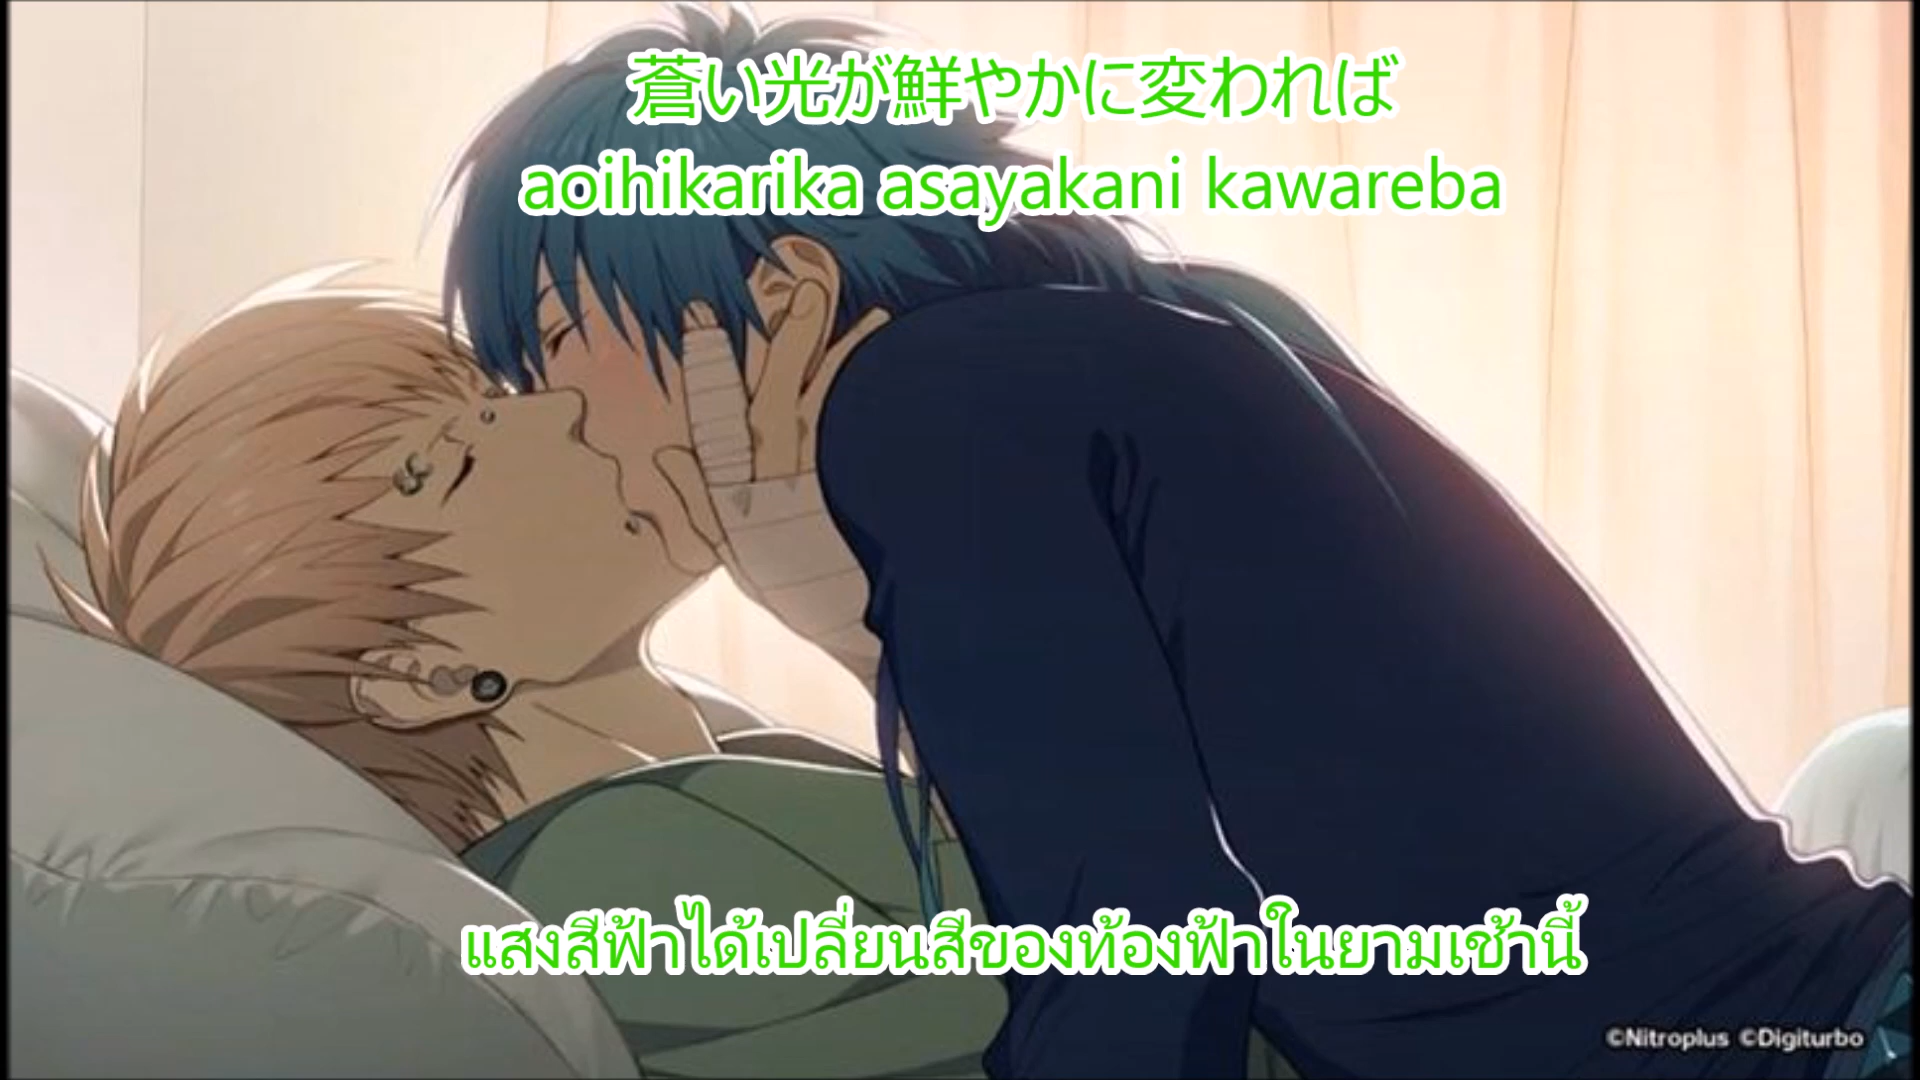 蒼い光が鮮やかに変われば
aoihikarika asayakani kawareba
แสงสีฟ้าได้เปลี่ยนสีของท้องฟ้าในยามเช้านี้
©Nitroplus ©Digiturbo